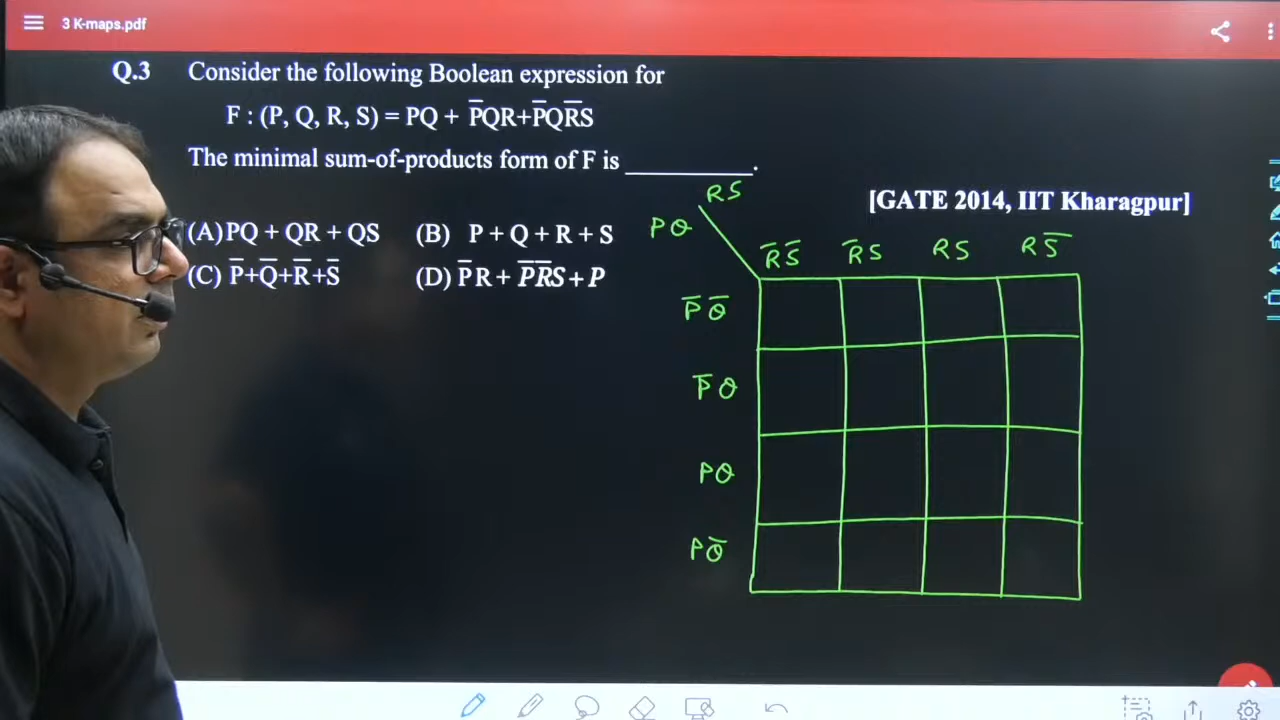 3 K-maps.pdf
Q.3 Consider the following Boolean expression for
F : (P, Q, R, S) = PQ + P̅QR+P̅QR̅S
The minimal sum-of-products form of F is ________.
[GATE 2014, IIT Kharagpur]
(A) PQ + QR + QS (B) P + Q + R + S
(C) P̅+Q̅+R̅+S̅ (D) P̅R + P̅R̅S + P
RS
PQ
R̅S̅ R̅S RS RS̅
P̅Q̅
P̅Q
PQ
PQ̅